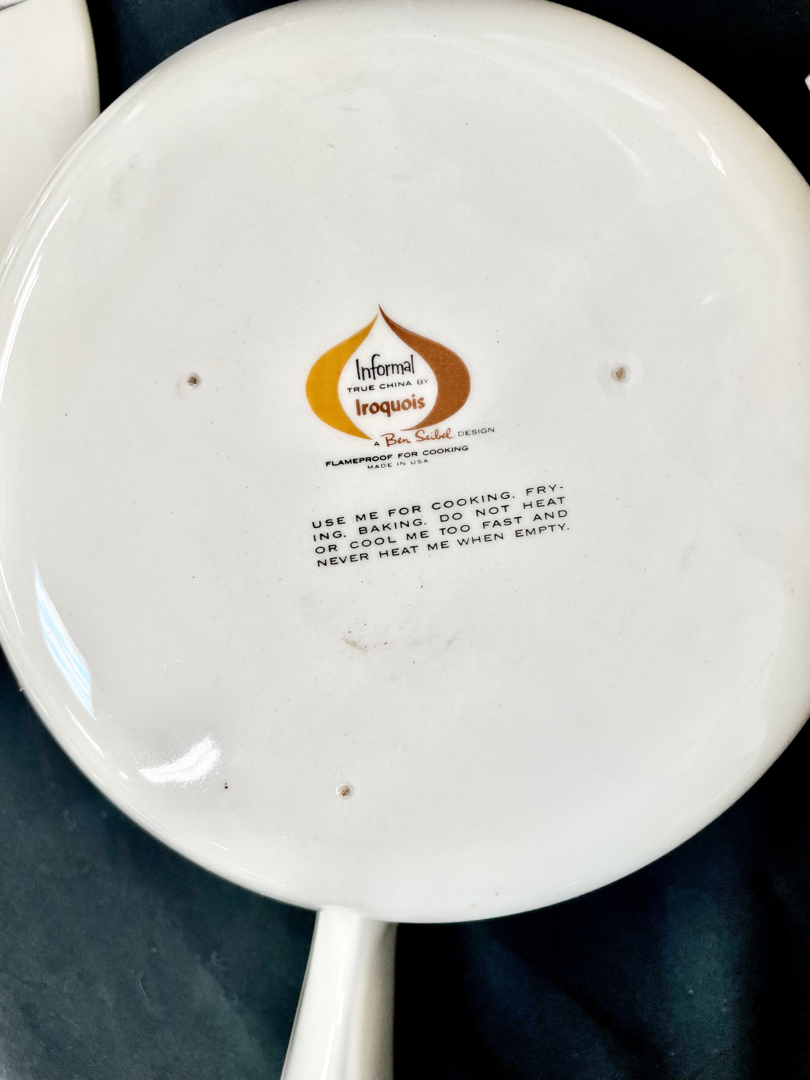 Informal
TRUE CHINA BY
Iroquois
A Ben Seibel DESIGN
FLAMEPROOF FOR COOKING
MADE IN USA
USE ME FOR COOKING. FRY-
ING. BAKING. DO NOT HEAT
OR COOL ME TOO FAST AND
NEVER HEAT ME WHEN EMPTY.